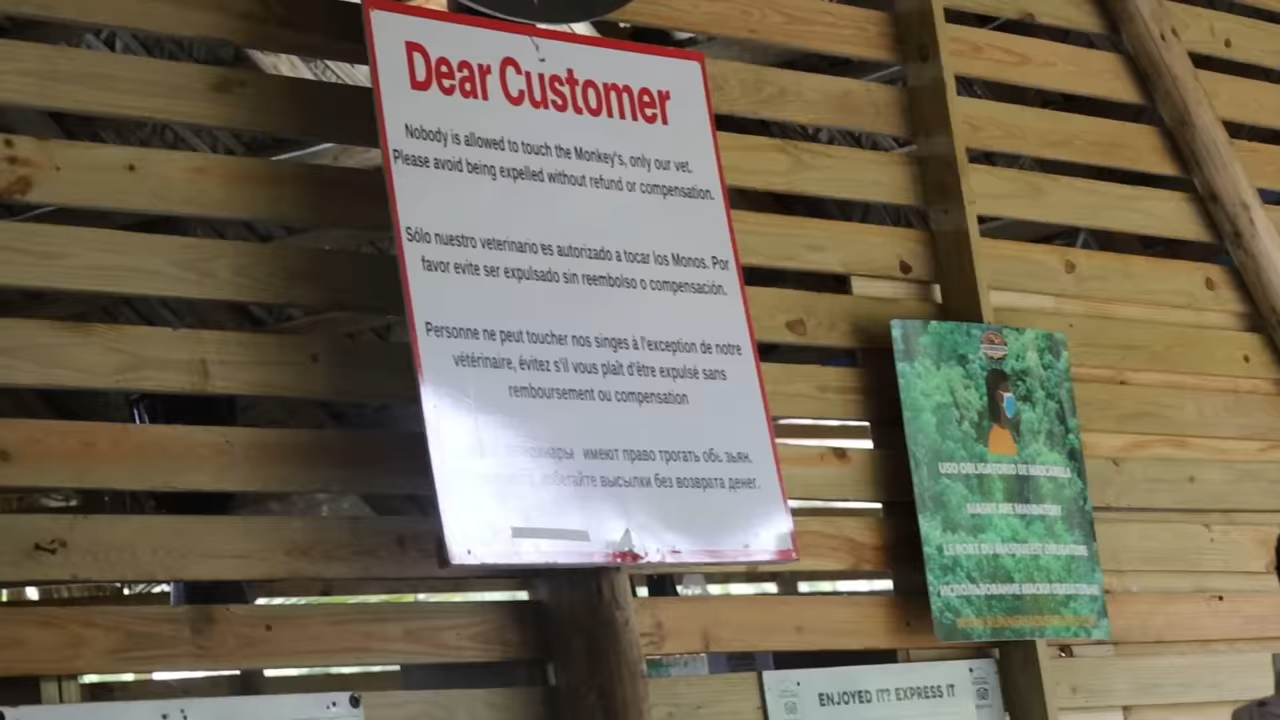 Dear Customer
Nobody is allowed to touch the Monkey's, only our vet.
Please avoid being expelled without refund or compensation.
Sólo nuestro veterinario es autorizado a tocar los Monos. Por
favor evite ser expulsado sin reembolso o compensación.
Personne ne peut toucher nos singes à l'exception de notre
vétérinaire, évitez s'il vous plaît d'être expulsé sans
remboursement ou compensation
имеют право трогать
высылки без возврата денег.
USO OBLIGATORIO DE MASCARILLA
MASKS ARE MANDATORY
LE PORT DU MASQUE EST OBLIGATOIRE
ИСПОЛЬЗОВАНИЕ МАСКИ
ENJOYED IT? EXPRESS IT